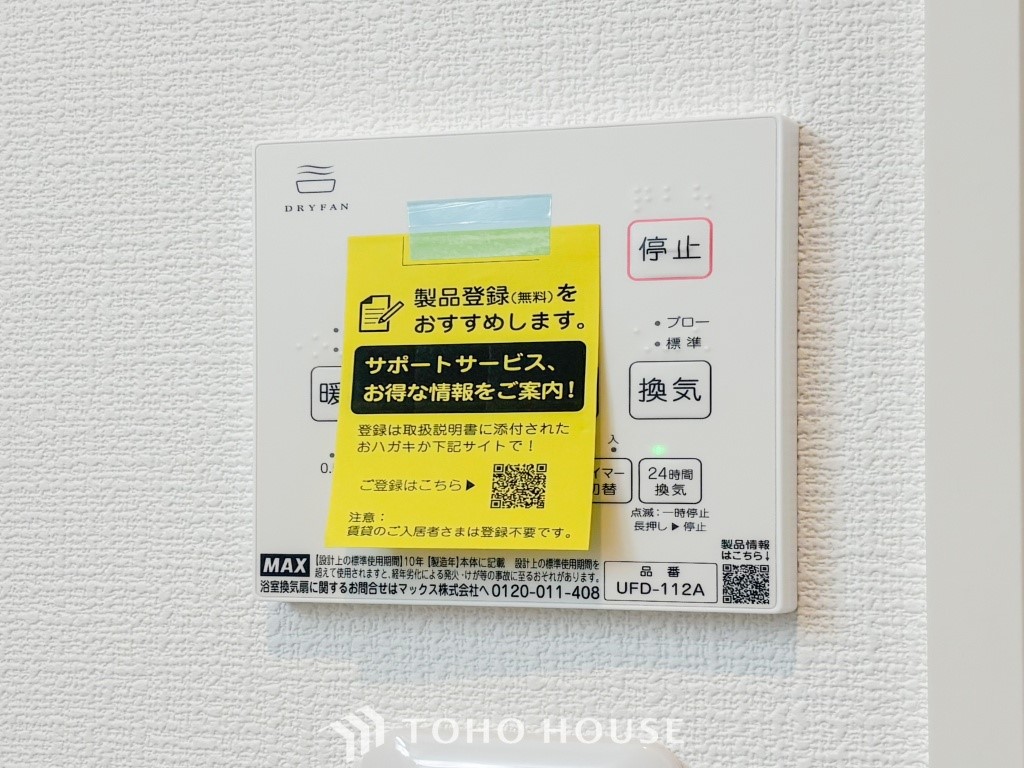 DRYFAN
停止
製品登録(無料)を
おすすめします。
サポートサービス、
お得な情報をご案内!
登録は取扱説明書に添付された
おハガキか下記サイトで!
ご登録はこちら▶
注意:
賃貸のご入居者さまは登録不要です。
ブロー
標準
暖
換気
入
0.
イマー
切替
24時間
換気
点滅:一時停止
長押し▶停止
製品情報
はこちら↓
MAX
【設計上の標準使用期間】10年【製造年】本体に記載 設計上の標準使用期間を
超えて使用されますと、経年劣化による発火・けが等の事故に至るおそれがあります。
浴室換気扇に関するお問合せはマックス株式会社へ 0120-011-408
品番
UFD-112A
TOHO HOUSE